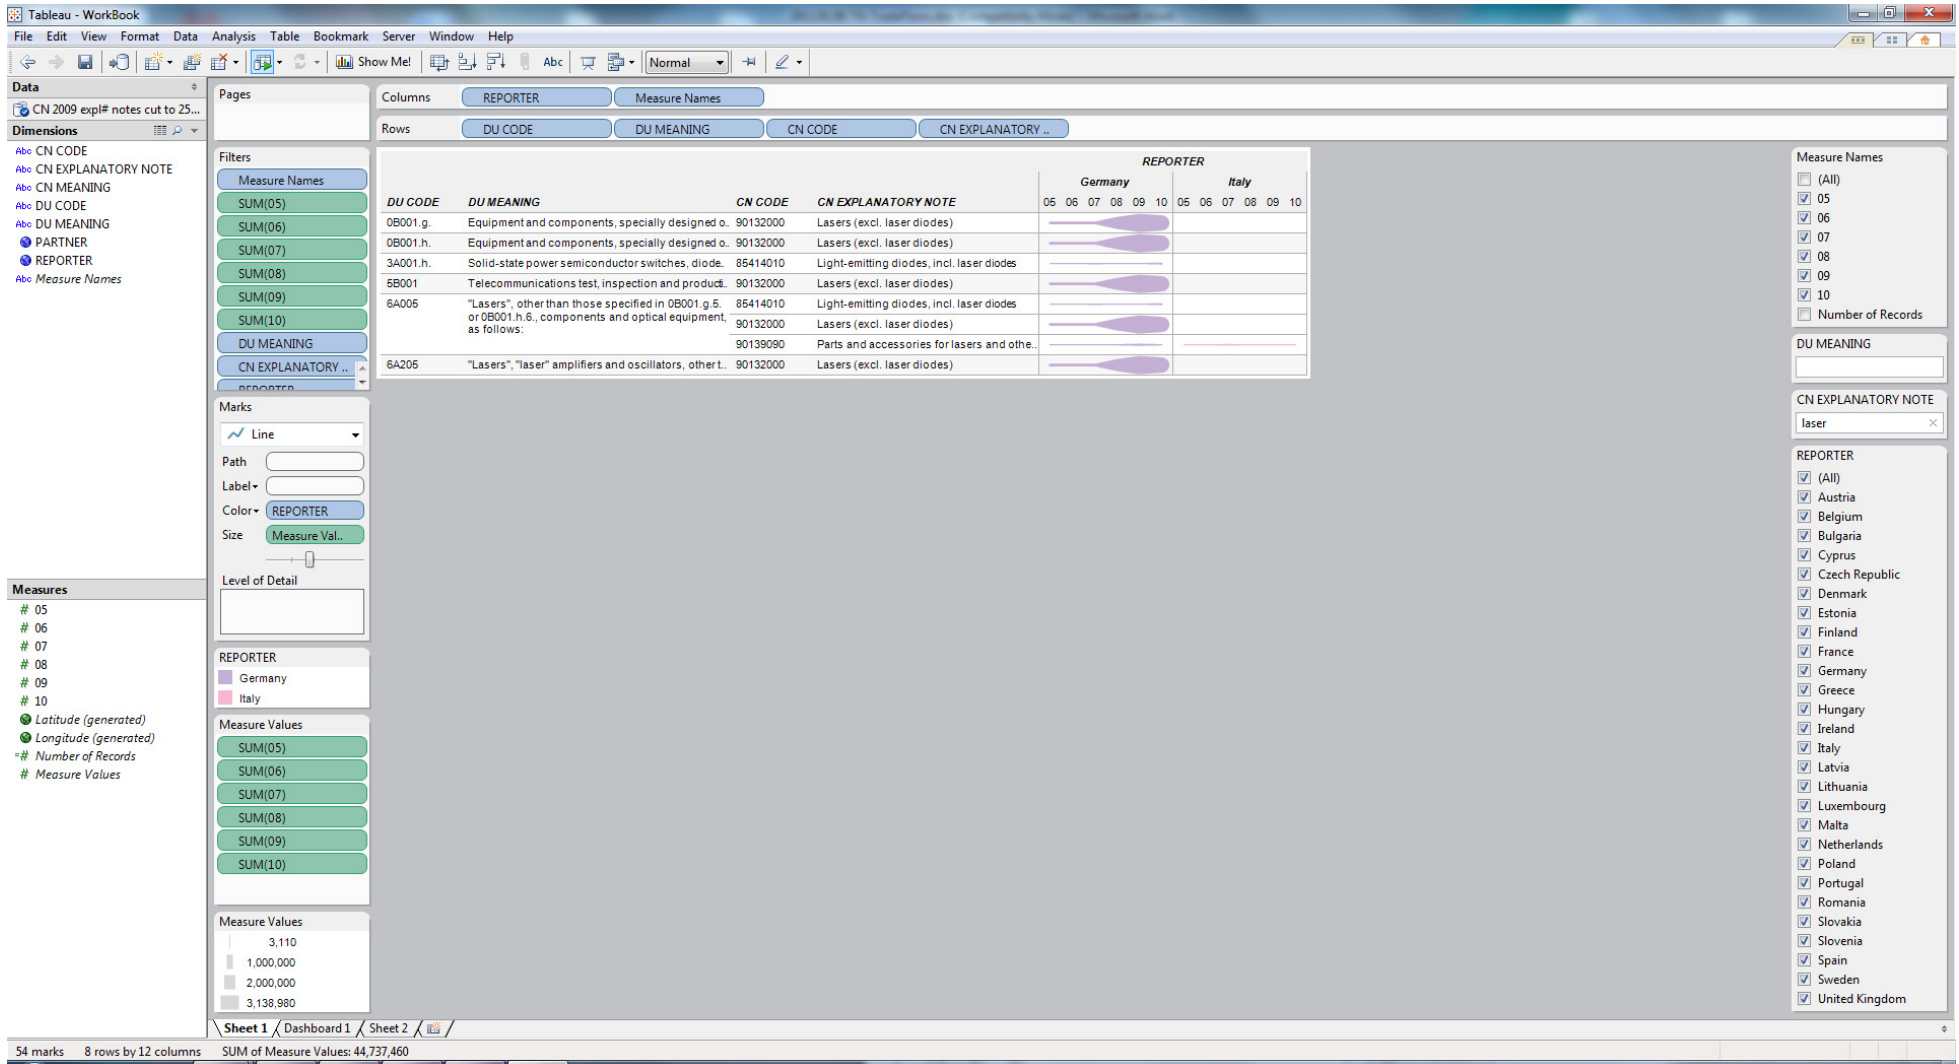 Tableau - WorkBook
File Edit View Format Data Analysis Table Bookmark Server Window Help
Show Me! Abc Normal
Data
CN 2009 expl# notes cut to 25...
Dimensions
Abc CN CODE
Abc CN EXPLANATORY NOTE
Abc CN MEANING
Abc DU CODE
Abc DU MEANING
PARTNER
REPORTER
Abc Measure Names
Measures
# 05
# 06
# 07
# 08
# 09
# 10
Latitude (generated)
Longitude (generated)
=# Number of Records
# Measure Values
Pages
Filters
Measure Names
SUM(05)
SUM(06)
SUM(07)
SUM(08)
SUM(09)
SUM(10)
DU MEANING
CN EXPLANATORY ..
REPORTER
Marks
Line
Path
Label
Color REPORTER
Size Measure Val..
Level of Detail
REPORTER
Germany
Italy
Measure Values
SUM(05)
SUM(06)
SUM(07)
SUM(08)
SUM(09)
SUM(10)
Measure Values
3,110
1,000,000
2,000,000
3,138,980
Columns REPORTER Measure Names
Rows DU CODE DU MEANING CN CODE CN EXPLANATORY ..
REPORTER
Germany Italy
DU CODE DU MEANING CN CODE CN EXPLANATORY NOTE 05 06 07 08 09 10 05 06 07 08 09 10
0B001.g. Equipment and components, specially designed o.. 90132000 Lasers (excl. laser diodes)
0B001.h. Equipment and components, specially designed o.. 90132000 Lasers (excl. laser diodes)
3A001.h. Solid-state power semiconductor switches, diode.. 85414010 Light-emitting diodes, incl. laser diodes
5B001 Telecommunications test, inspection and producti.. 90132000 Lasers (excl. laser diodes)
6A005 "Lasers", other than those specified in 0B001.g.5. 85414010 Light-emitting diodes, incl. laser diodes
or 0B001.h.6., components and optical equipment, 90132000 Lasers (excl. laser diodes)
as follows:
90139090 Parts and accessories for lasers and othe..
6A205 "Lasers", "laser" amplifiers and oscillators, other t.. 90132000 Lasers (excl. laser diodes)
Measure Names
(All)
05
06
07
08
09
10
Number of Records
DU MEANING
CN EXPLANATORY NOTE
laser
REPORTER
(All)
Austria
Belgium
Bulgaria
Cyprus
Czech Republic
Denmark
Estonia
Finland
France
Germany
Greece
Hungary
Ireland
Italy
Latvia
Lithuania
Luxembourg
Malta
Netherlands
Poland
Portugal
Romania
Slovakia
Slovenia
Spain
Sweden
United Kingdom
Sheet 1 Dashboard 1 Sheet 2
54 marks 8 rows by 12 columns SUM of Measure Values: 44,737,460